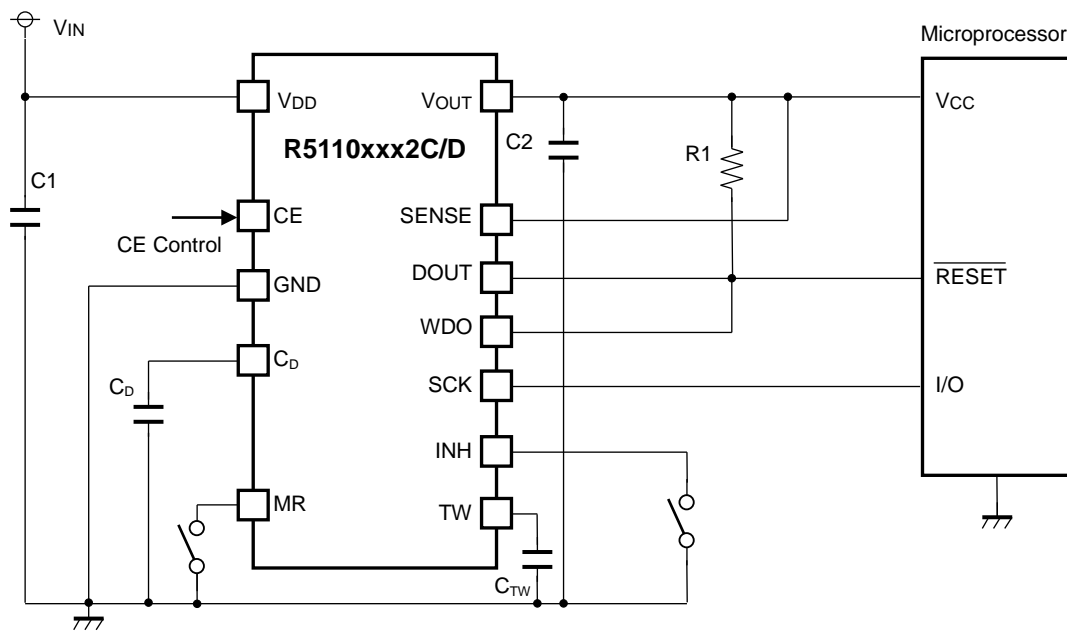 VIN
Microprocessor
VDD
VOUT
VCC
R5110xxx2C/D
C2
R1
C1
CE
SENSE
CE Control
DOUT
RESET
GND
WDO
CD
CD
SCK
I/O
INH
MR
TW
CTW